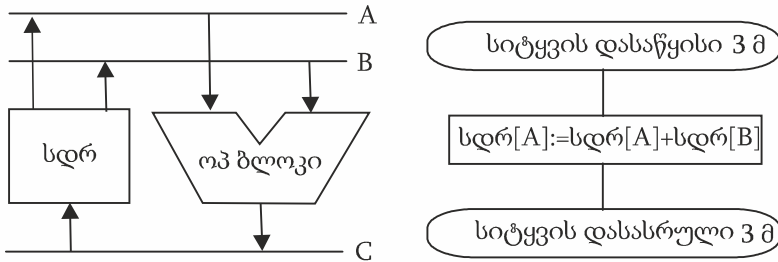 A
B
სდრ
ოპ ბლოკი
C
სიტყვის დასაწყისი 3 მ
სდრ[A]:=სდრ[A]+სდრ[B]
სიტყვის დასასრული 3 მ